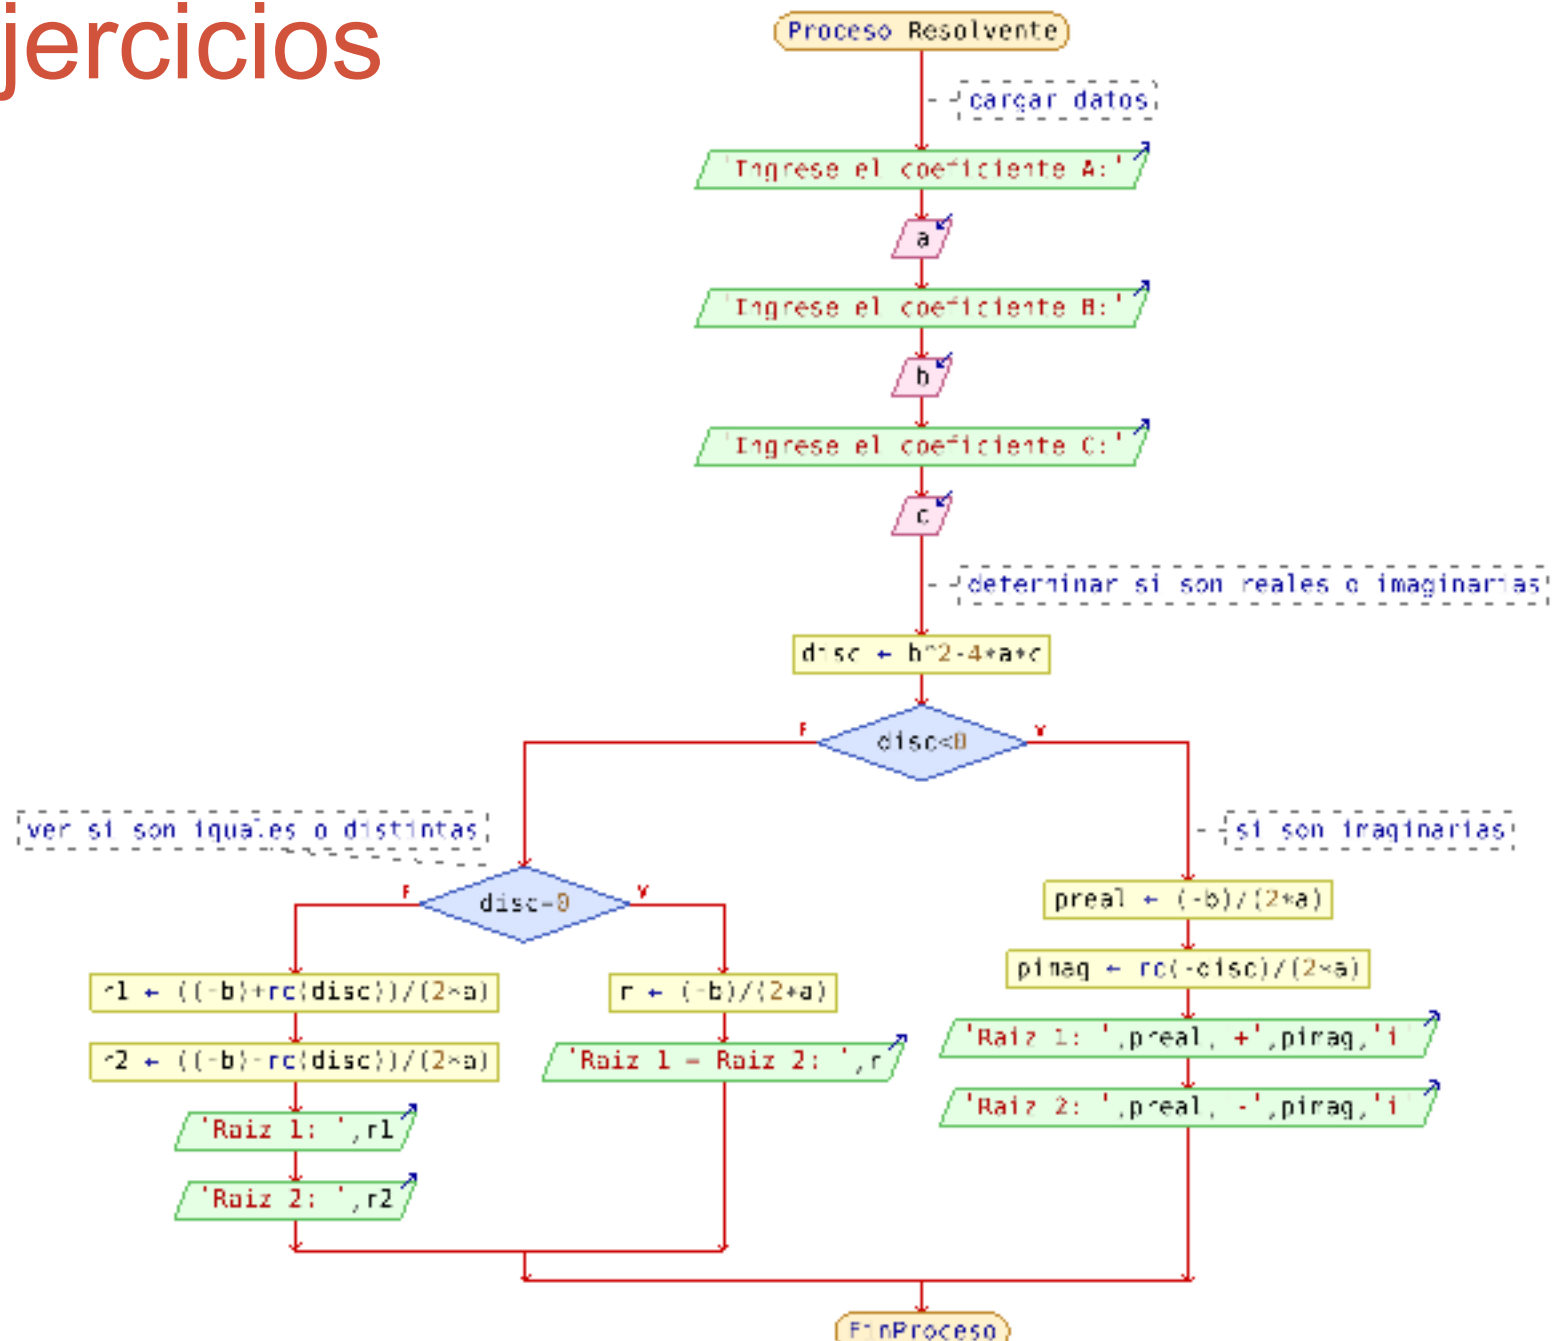 jercicios
Proceso Resolvente
cargar datos
'Ingrese el coeficiente A:'
a
'Ingrese el coeficiente B:'
b
'Ingrese el coeficiente C:'
c
determinar si son reales o imaginarias
disc ← b^2-4*a*c
disc<0
F
V
ver si son iguales o distintas
si son imaginarias
disc=0
F
V
preal ← (-b)/(2*a)
pimag ← rc(-disc)/(2*a)
r1 ← ((-b)+rc(disc))/(2*a)
r ← (-b)/(2*a)
'Raiz 1: ',preal,'+',pimag,'i'
r2 ← ((-b)-rc(disc))/(2*a)
'Raiz 1 = Raiz 2: ',r
'Raiz 2: ',preal,'-',pimag,'i'
'Raiz 1: ',r1
'Raiz 2: ',r2
FinProceso